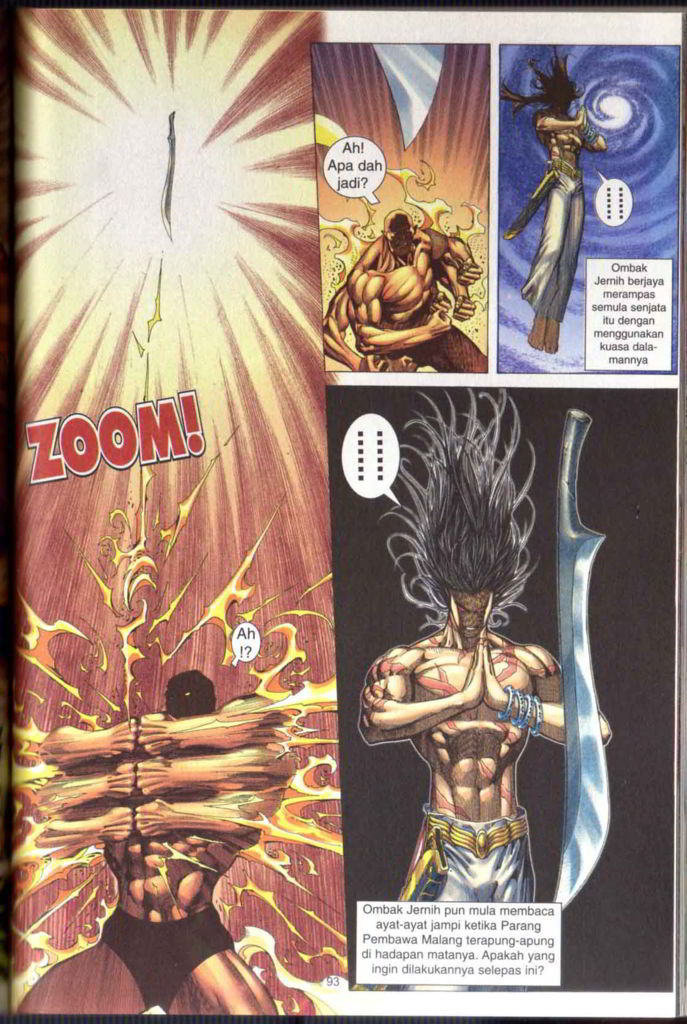 ZOOM!
Ah
!?
Ah!
Apa dah
jadi?
Ombak
Jernih berjaya
merampas
semula senjata
itu dengan
menggunakan
kuasa dala-
mannya
Ombak Jernih pun mula membaca
ayat-ayat jampi ketika Parang
Pembawa Malang terapung-apung
di hadapan matanya. Apakah yang
ingin dilakukannya selepas ini?
93